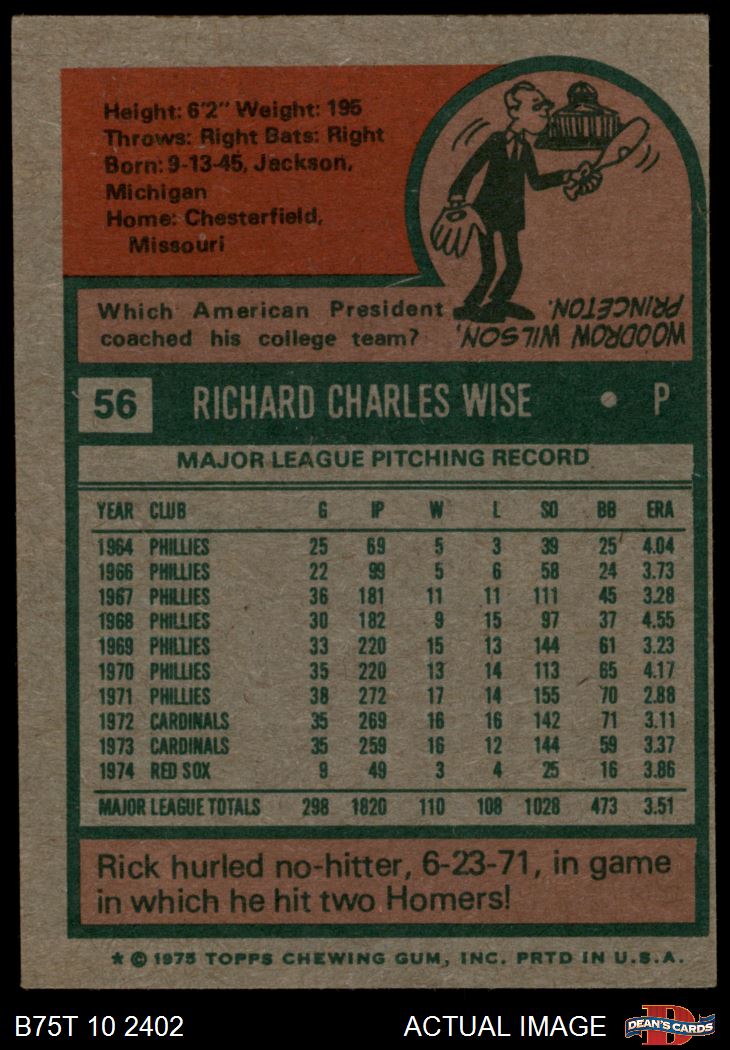 Height: 6'2" Weight: 195
Throws: Right Bats: Right
Born: 9-13-45, Jackson,
Michigan
Home: Chesterfield,
Missouri
Which American President
coached his college team?
WOODROW WILSON,
PRINCETON.
56 RICHARD CHARLES WISE • P
MAJOR LEAGUE PITCHING RECORD
YEAR CLUB G IP W L SO BB ERA
1964 PHILLIES 25 69 5 3 39 25 4.04
1966 PHILLIES 22 99 5 6 58 24 3.73
1967 PHILLIES 36 181 11 11 111 45 3.28
1968 PHILLIES 30 182 9 15 97 37 4.55
1969 PHILLIES 33 220 15 13 144 61 3.23
1970 PHILLIES 35 220 13 14 113 65 4.17
1971 PHILLIES 38 272 17 14 155 70 2.88
1972 CARDINALS 35 269 16 16 142 71 3.11
1973 CARDINALS 35 259 16 12 144 59 3.37
1974 RED SOX 9 49 3 4 25 16 3.86
MAJOR LEAGUE TOTALS 298 1820 110 108 1028 473 3.51
Rick hurled no-hitter, 6-23-71, in game
in which he hit two Homers!
* © 1975 TOPPS CHEWING GUM, INC. PRTD IN U.S.A.
B75T 10 2402 ACTUAL IMAGE D DEAN'S CARDS